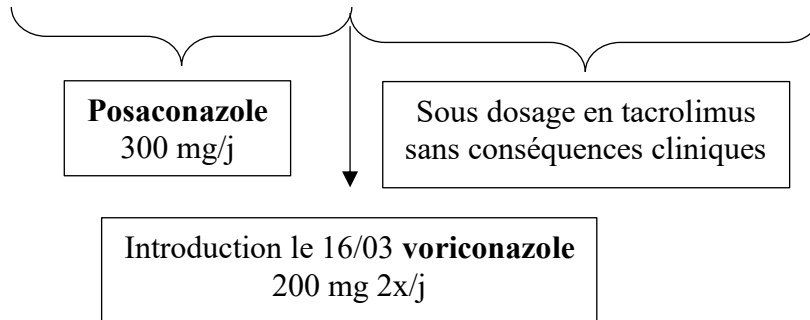 Posaconazole
300 mg/j
Sous dosage en tacrolimus
sans conséquences cliniques
Introduction le 16/03 voriconazole
200 mg 2x/j